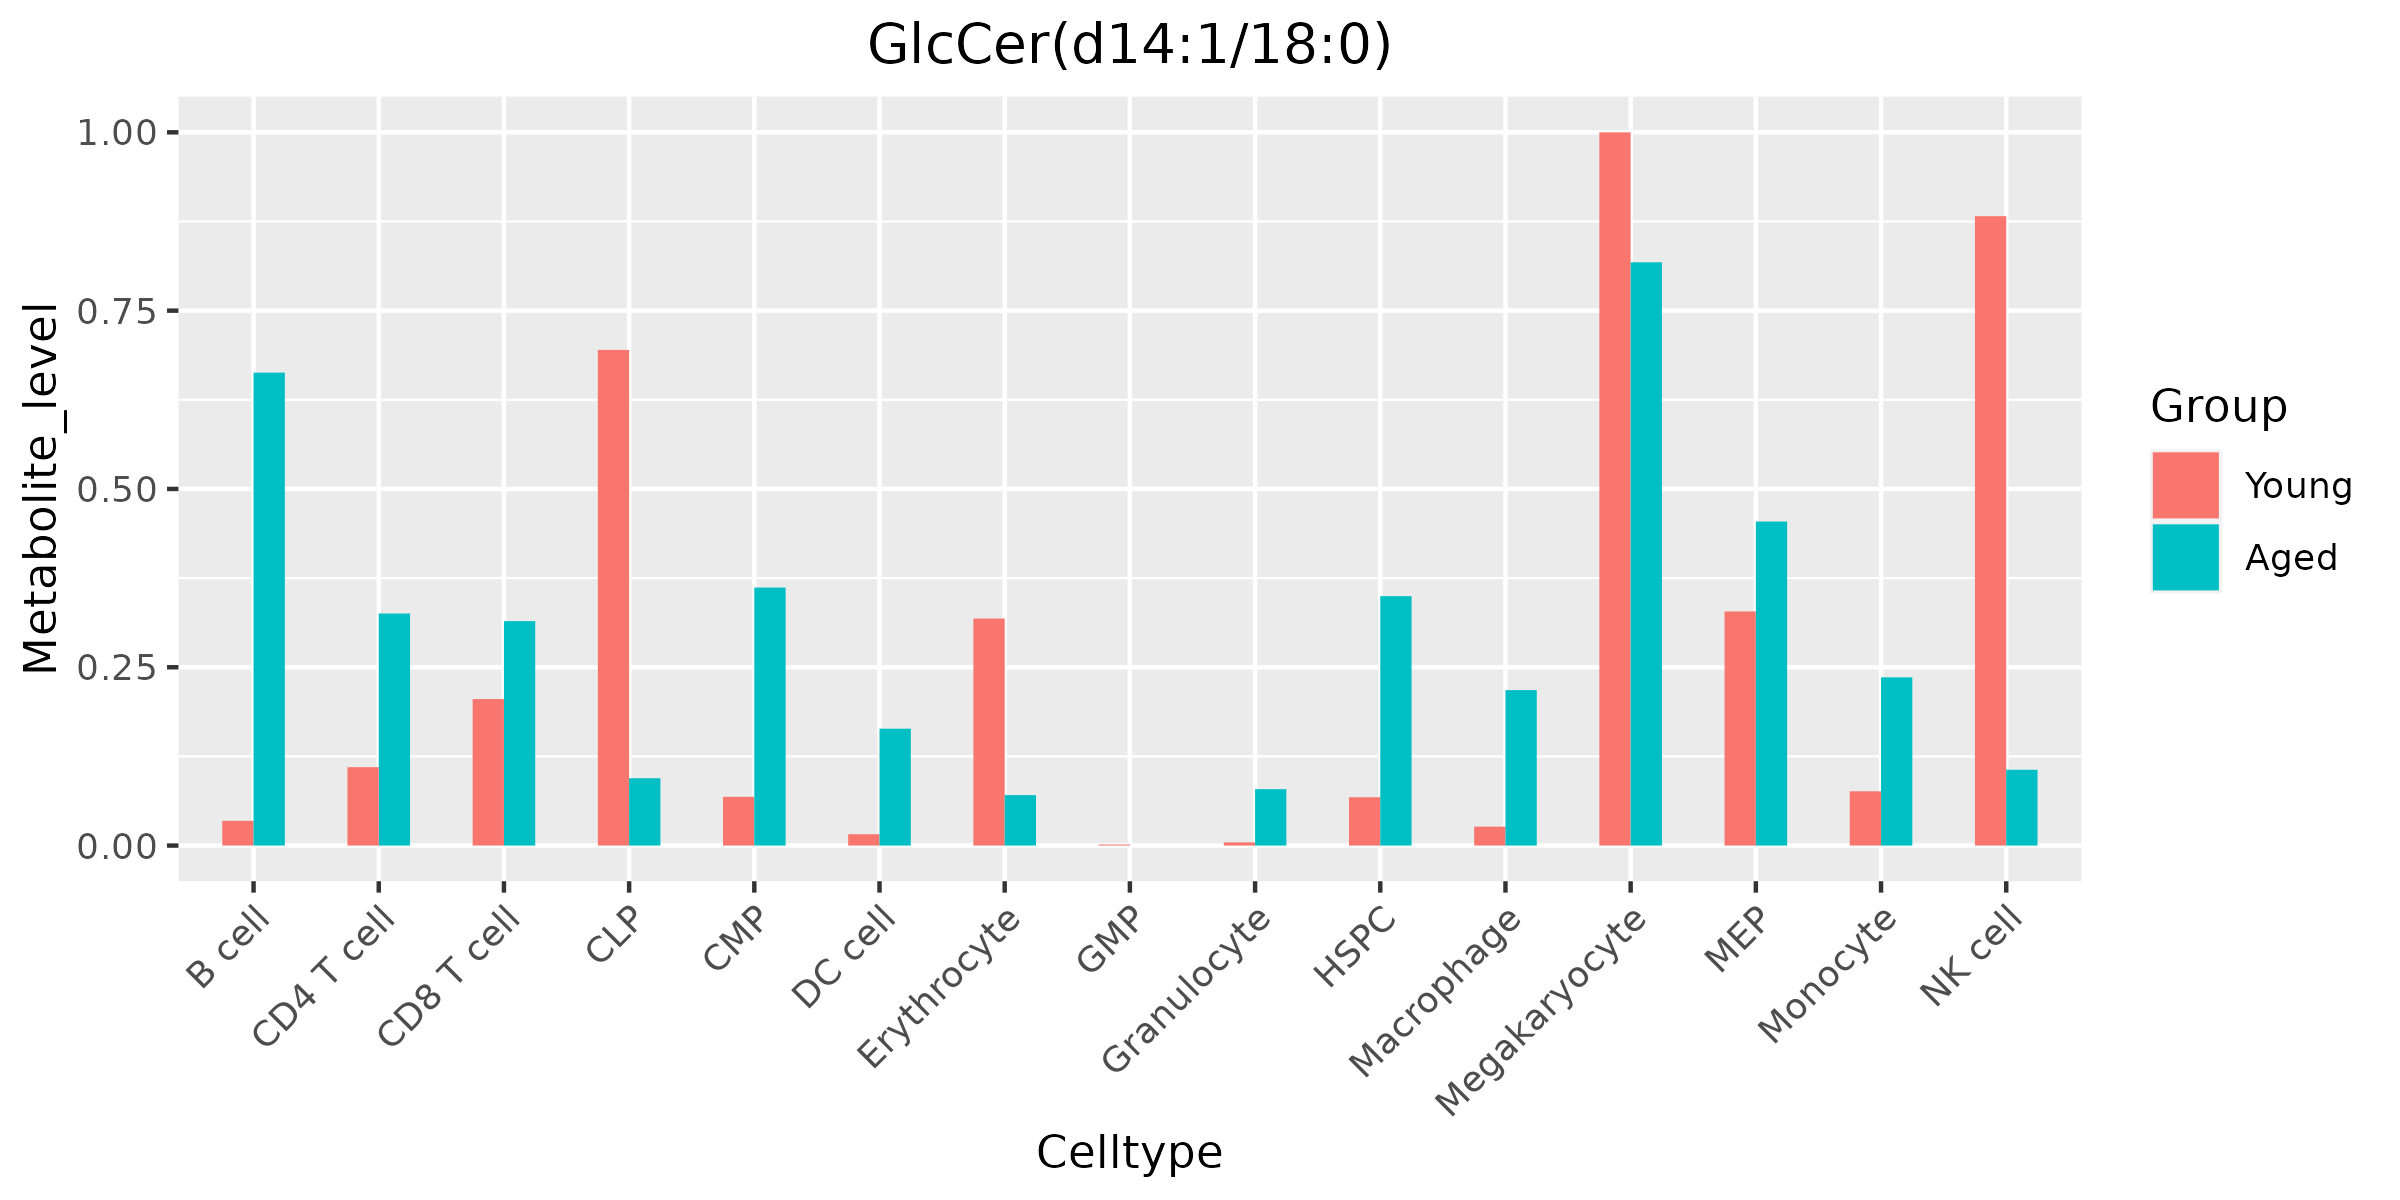 GlcCer(d14:1/18:0)
Metabolite_level
1.00
0.75
0.50
0.25
0.00
B cell
CD4 T cell
CD8 T cell
CLP
CMP
DC cell
Erythrocyte
GMP
Granulocyte
HSPC
Macrophage
Megakaryocyte
MEP
Monocyte
NK cell
Celltype
Group
Young
Aged